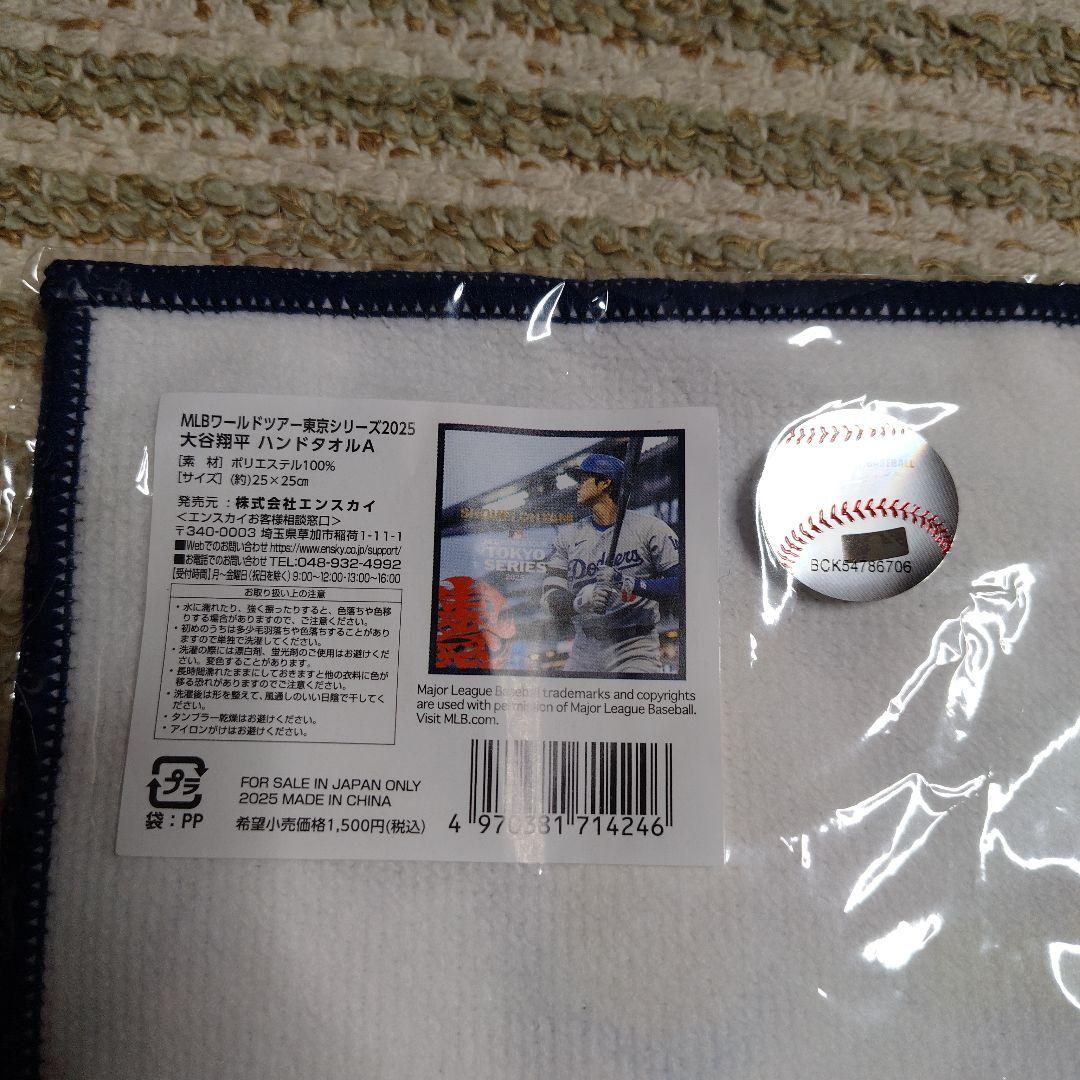 MLBワールドツアー東京シリーズ2025
大谷翔平 ハンドタオルA
[素 材] ポリエステル100%
[サイズ] (約)25×25cm
発売元:株式会社エンスカイ
<エンスカイお客様相談窓口>
〒340-0003 埼玉県草加市稲荷1-11-1
■Webでのお問い合わせ https://www.ensky.co.jp/support/
■お電話でのお問い合わせ TEL:048-932-4992
[受付時間]月~金曜日(祝日を除く) 9:00~12:00・13:00~16:00
お取り扱い上の注意
・水に濡れたり、強く擦ったりすると、色落ちや色移
りする場合がありますので、ご注意ください。
・初めのうちは多少毛羽落ちや色落ちすることがあり
ますので単独で洗濯してください。
・洗濯の際には漂白剤、蛍光剤のご使用はお避けくだ
さい。変色することがあります。
・長時間濡れたままにしておきますと他の衣料に色が
移る恐れがありますのでご注意ください。
・洗濯後は形を整えて、風通しのいい日陰で干してく
ださい。
・タンブラー乾燥はお避けください。
・アイロンがけはお避けください。
プラ
袋:PP
FOR SALE IN JAPAN ONLY
2025 MADE IN CHINA
希望小売価格1,500円(税込)
SHOHEI OHTANI
TOKYO
SERIES
2025
Dodgers
Major League Baseball trademarks and copyrights
are used with permission of Major League Baseball.
Visit MLB.com.
4 970381 714246
BASEBALL
BCK54786706